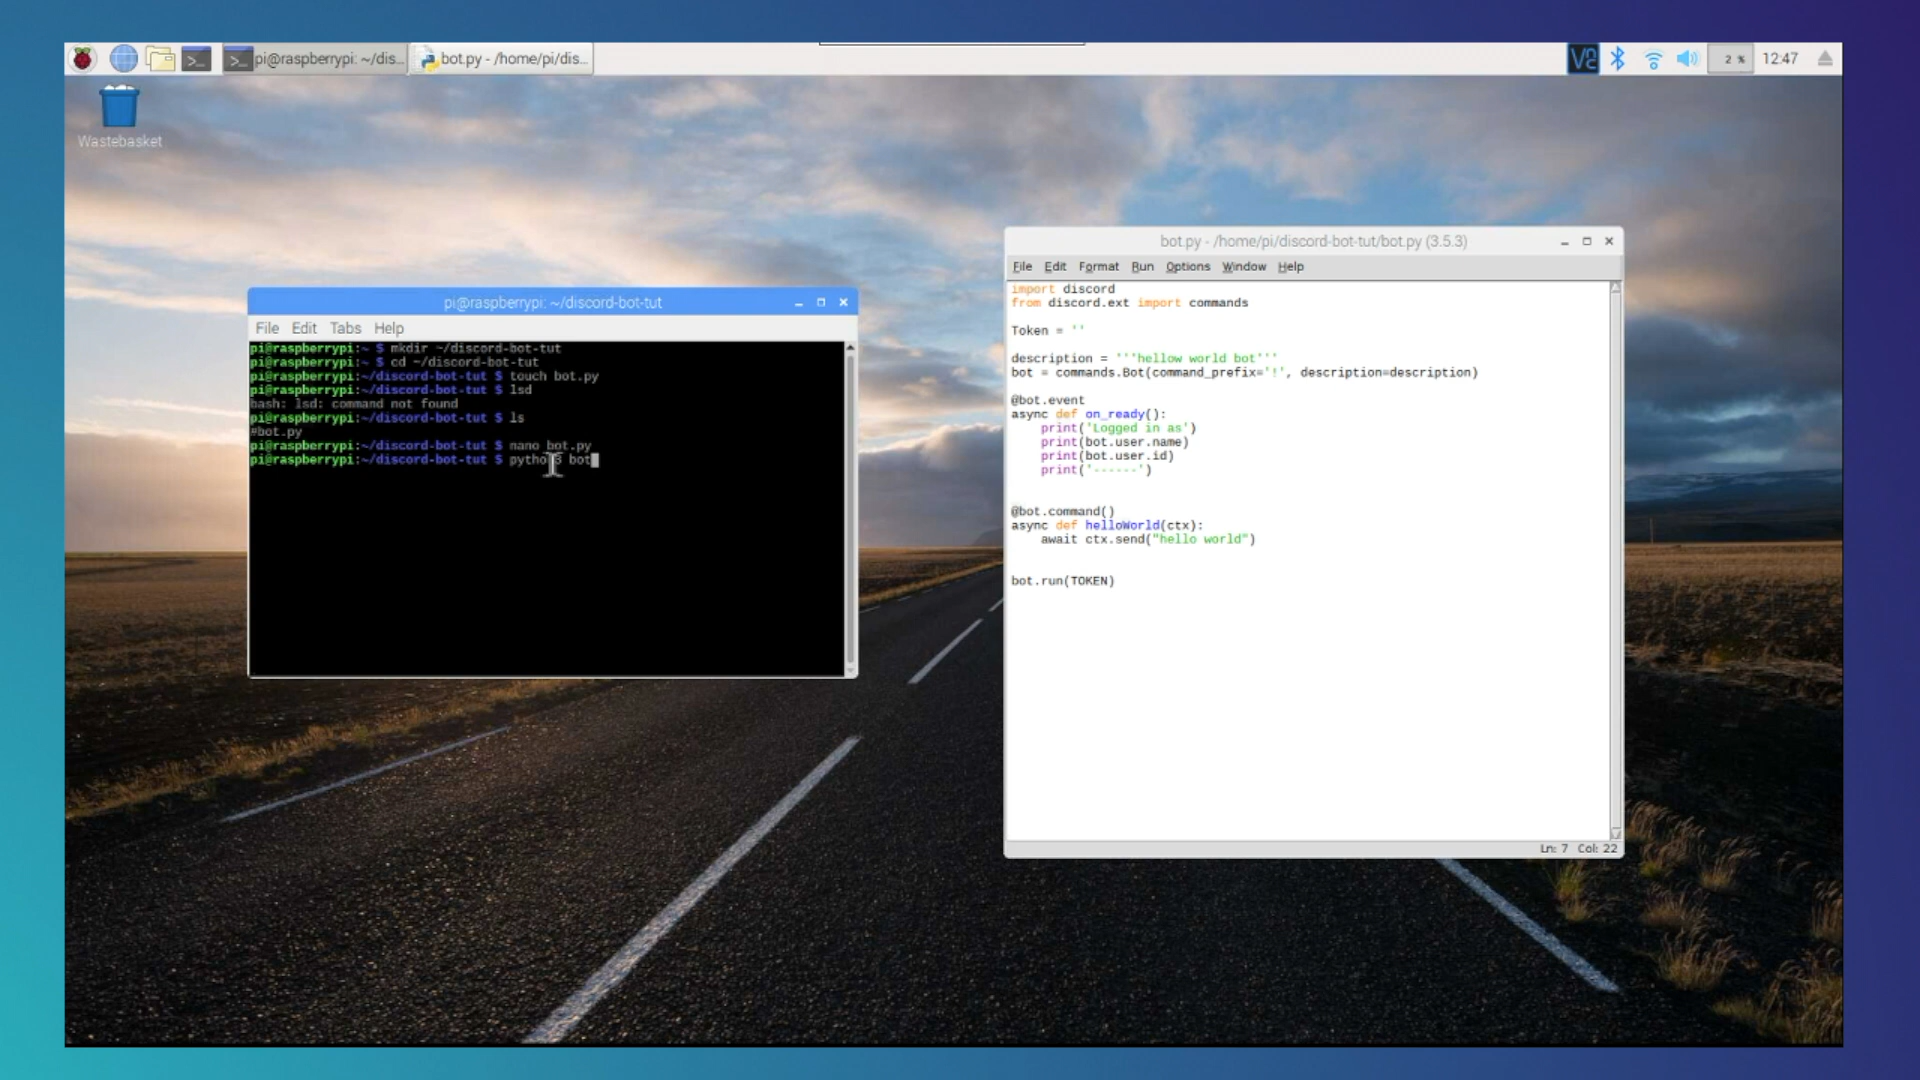 pi@raspberrypi: ~/dis...
bot.py - /home/pi/dis...
V2
2 %
12:47
Wastebasket
pi@raspberrypi: ~/discord-bot-tut
File Edit Tabs Help
pi@raspberrypi:~ $ mkdir ~/discord-bot-tut
pi@raspberrypi:~ $ cd ~/discord-bot-tut
pi@raspberrypi:~/discord-bot-tut $ touch bot.py
pi@raspberrypi:~/discord-bot-tut $ lsd
bash: lsd: command not found
pi@raspberrypi:~/discord-bot-tut $ ls
#bot.py
pi@raspberrypi:~/discord-bot-tut $ nano bot.py
pi@raspberrypi:~/discord-bot-tut $ python3 bot
bot.py - /home/pi/discord-bot-tut/bot.py (3.5.3)
File Edit Format Run Options Window Help
import discord
from discord.ext import commands
Token = ''
description = '''hellow world bot'''
bot = commands.Bot(command_prefix='!', description=description)
@bot.event
async def on_ready():
print('Logged in as')
print(bot.user.name)
print(bot.user.id)
print('------')
@bot.command()
async def helloWorld(ctx):
await ctx.send("hello world")
bot.run(TOKEN)
Ln: 7 Col: 22